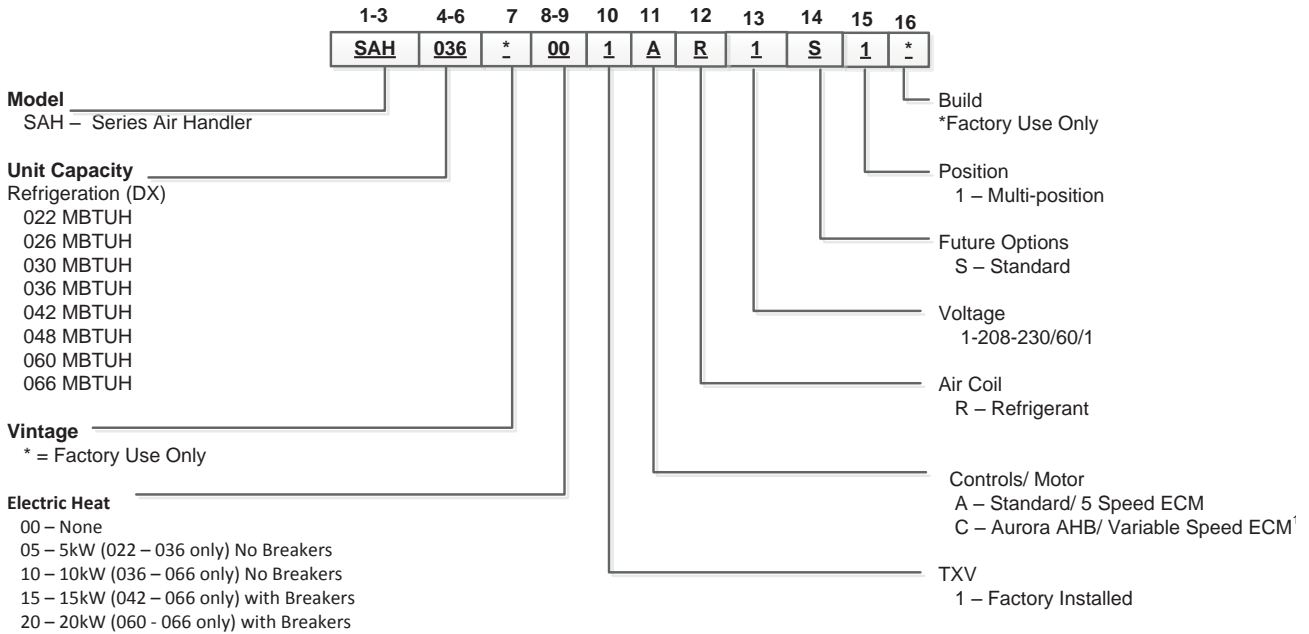 1-3 4-6 7 8-9 10 11 12 13 14 15 16
SAH 036 * 00 1 A R 1 S 1 *
Model
SAH – Series Air Handler
Unit Capacity
Refrigeration (DX)
022 MBTUH
026 MBTUH
030 MBTUH
036 MBTUH
042 MBTUH
048 MBTUH
060 MBTUH
066 MBTUH
Vintage
* = Factory Use Only
Electric Heat
00 – None
05 – 5kW (022 – 036 only) No Breakers
10 – 10kW (036 – 066 only) No Breakers
15 – 15kW (042 – 066 only) with Breakers
20 – 20kW (060 - 066 only) with Breakers
Build
*Factory Use Only
Position
1 – Multi-position
Future Options
S – Standard
Voltage
1-208-230/60/1
Air Coil
R – Refrigerant
Controls/ Motor
A – Standard/ 5 Speed ECM
C – Aurora AHB/ Variable Speed ECM¹
TXV
1 – Factory Installed